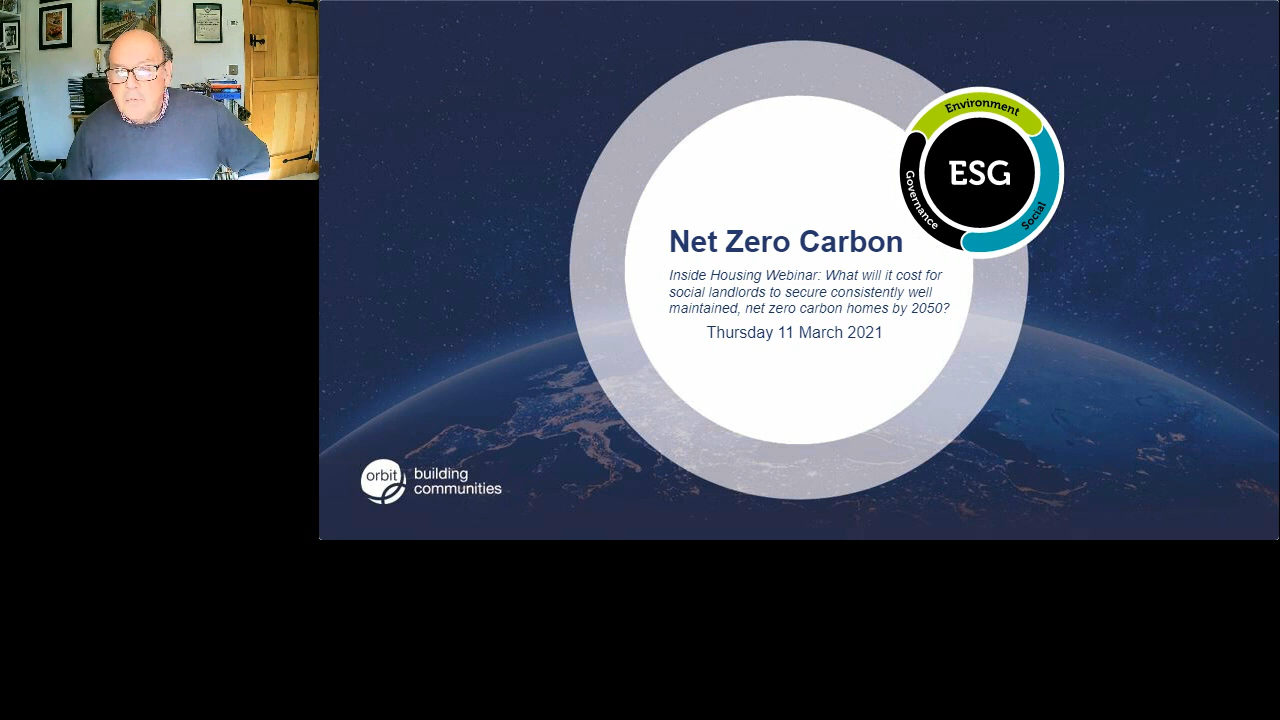 Environment
ESG
Governance
Social
Net Zero Carbon
Inside Housing Webinar: What will it cost for
social landlords to secure consistently well
maintained, net zero carbon homes by 2050?
Thursday 11 March 2021
orbit
building
communities